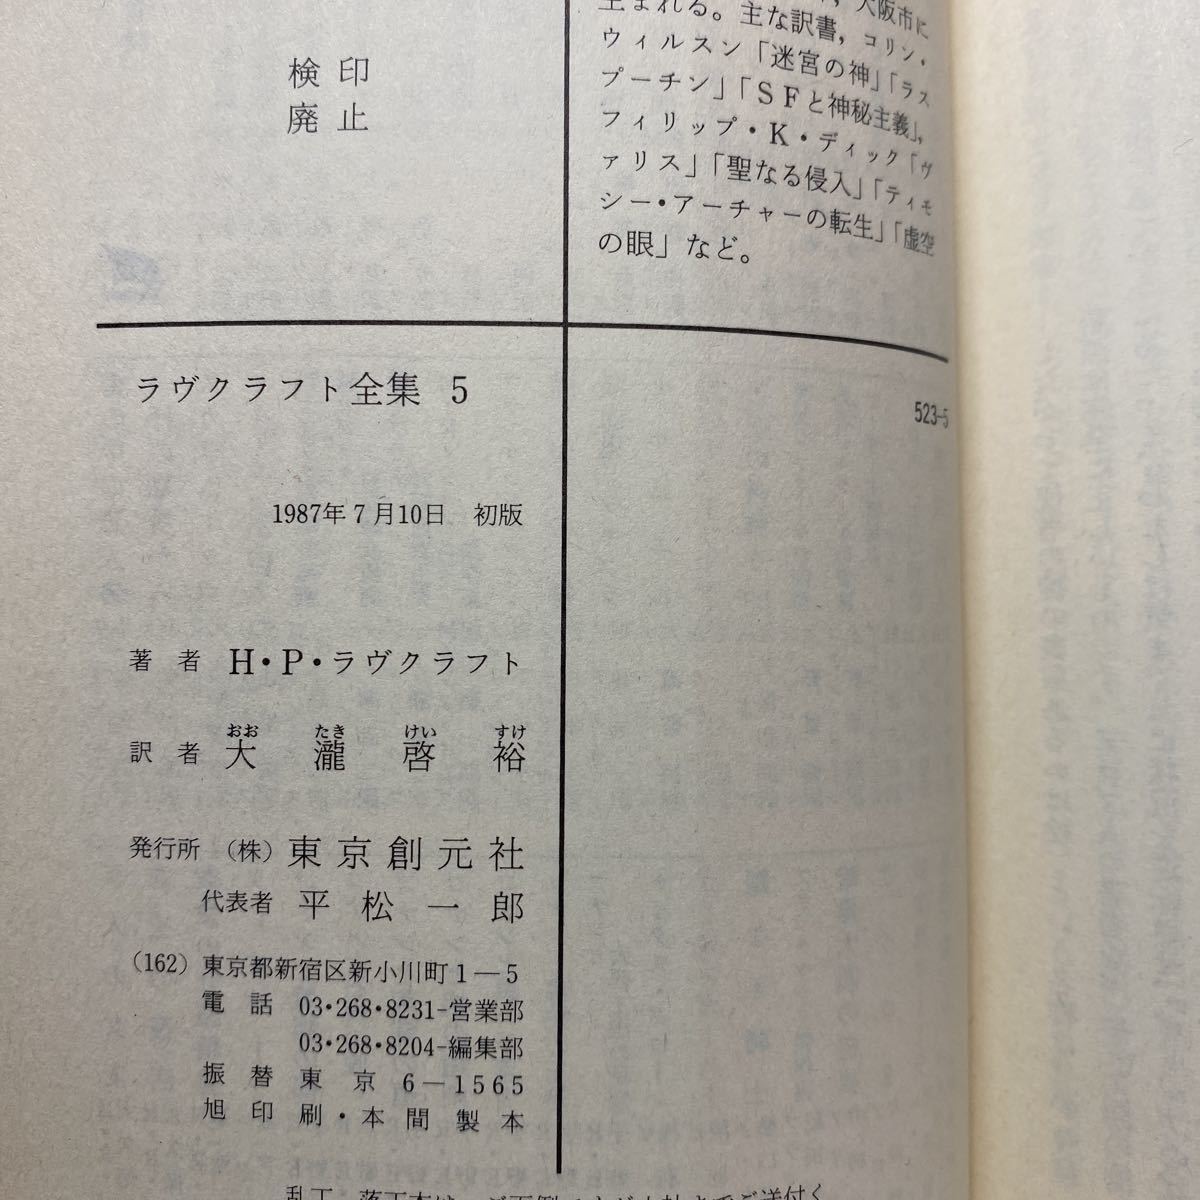 検印
廃止
大阪市に
生まれる。主な訳書，コリン・
ウィルスン「迷宮の神」「ラス
プーチン」「ＳＦと神秘主義」，
フィリップ・Ｋ・ディック「ヴ
ァリス」「聖なる侵入」「ティモ
シー・アーチャーの転生」「虚空
の眼」など。
ラヴクラフト全集 5
523-5
1987年7月10日 初版
著者 H・P・ラヴクラフト
おお たき けい すけ
訳者 大瀧啓裕
発行所 (株) 東京創元社
代表者 平松一郎
(162) 東京都新宿区新小川町1—5
電話 03・268・8231-営業部
03・268・8204-編集部
振替 東京 6—1565
旭印刷・本間製本